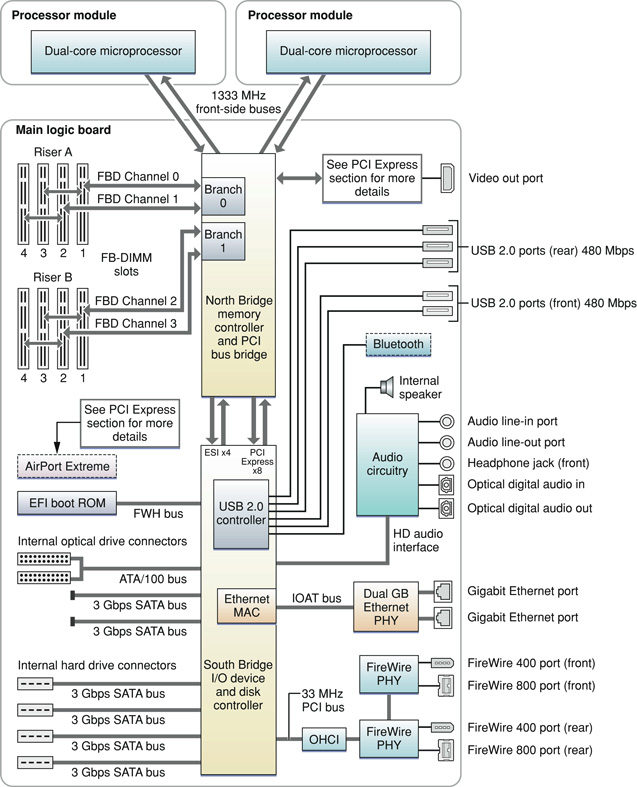 Processor module
Processor module
Dual-core microprocessor
Dual-core microprocessor
1333 MHz
front-side buses
Main logic board
Riser A
FBD Channel 0
FBD Channel 1
4 3 2 1
Branch
0
Branch
1
See PCI Express
section for more
details
Video out port
FB-DIMM
slots
Riser B
FBD Channel 2
FBD Channel 3
4 3 2 1
North Bridge
memory
controller
and PCI
bus bridge
USB 2.0 ports (rear) 480 Mbps
USB 2.0 ports (front) 480 Mbps
Bluetooth
Internal
speaker
See PCI Express
section for more
details
AirPort Extreme
ESI x4
PCI
Express
x8
Audio
circuitry
Audio line-in port
Audio line-out port
Headphone jack (front)
Optical digital audio in
Optical digital audio out
HD audio
interface
EFI boot ROM
FWH bus
USB 2.0
controller
Internal optical drive connectors
ATA/100 bus
3 Gbps SATA bus
3 Gbps SATA bus
Ethernet
MAC
IOAT bus
Dual GB
Ethernet
PHY
Gigabit Ethernet port
Gigabit Ethernet port
Internal hard drive connectors
3 Gbps SATA bus
3 Gbps SATA bus
3 Gbps SATA bus
3 Gbps SATA bus
South Bridge
I/O device
and disk
controller
33 MHz
PCI bus
OHCI
FireWire
PHY
FireWire
PHY
FireWire 400 port (front)
FireWire 800 port (front)
FireWire 400 port (rear)
FireWire 800 port (rear)